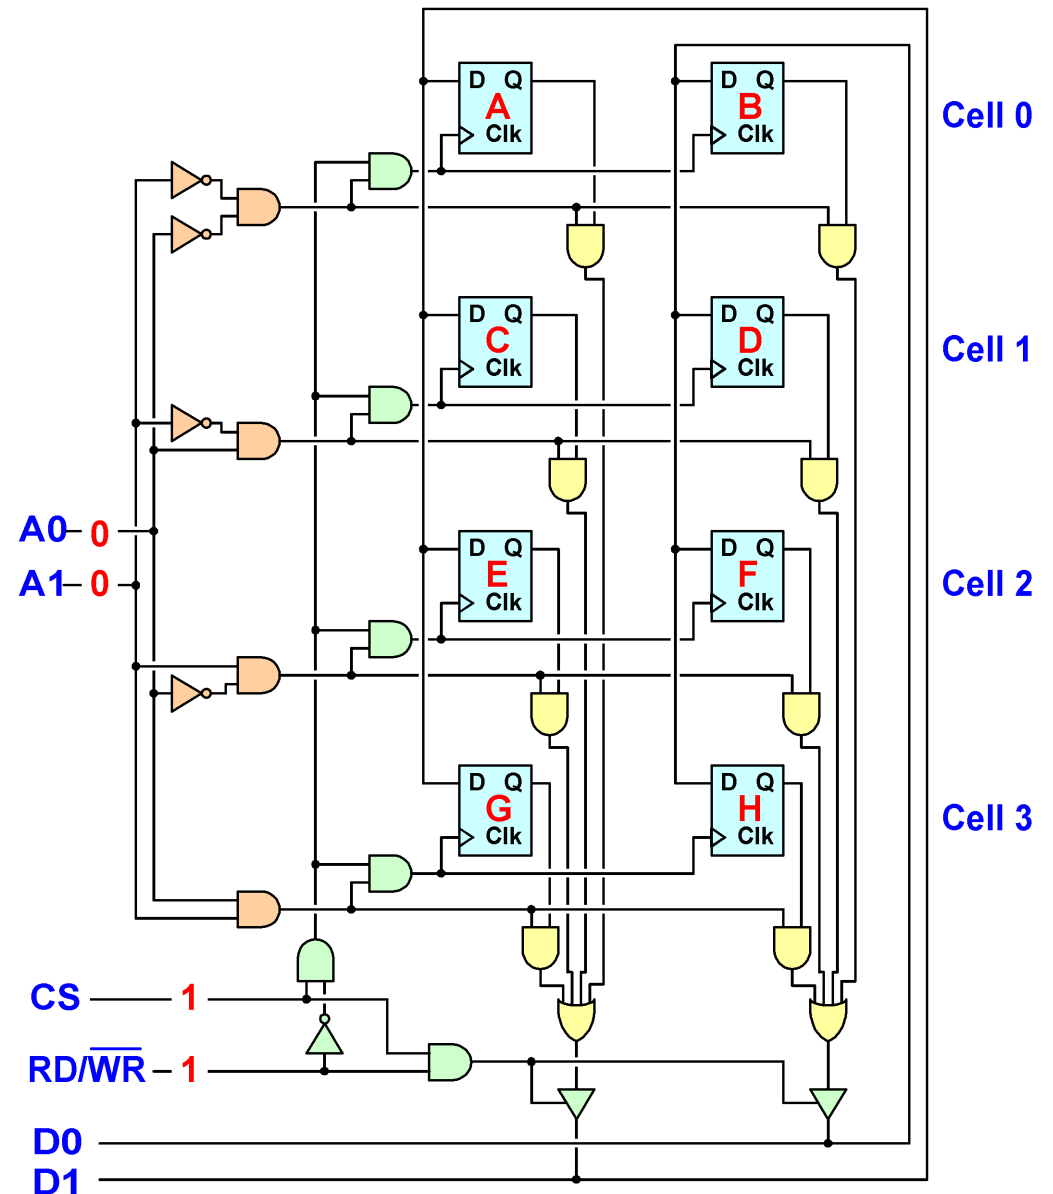 D Q D Q
A B Cell 0
Clk Clk
D Q D Q
C D Cell 1
Clk Clk
A0 0
D Q D Q
E F Cell 2
A1 0
Clk Clk
D Q D Q
G H Cell 3
Clk Clk
CS 1
RD/W̅R̅ 1
D0
D1